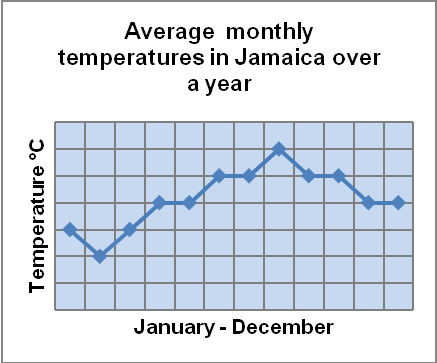 Average monthly
temperatures in Jamaica over
a year
Temperature °C
January - December